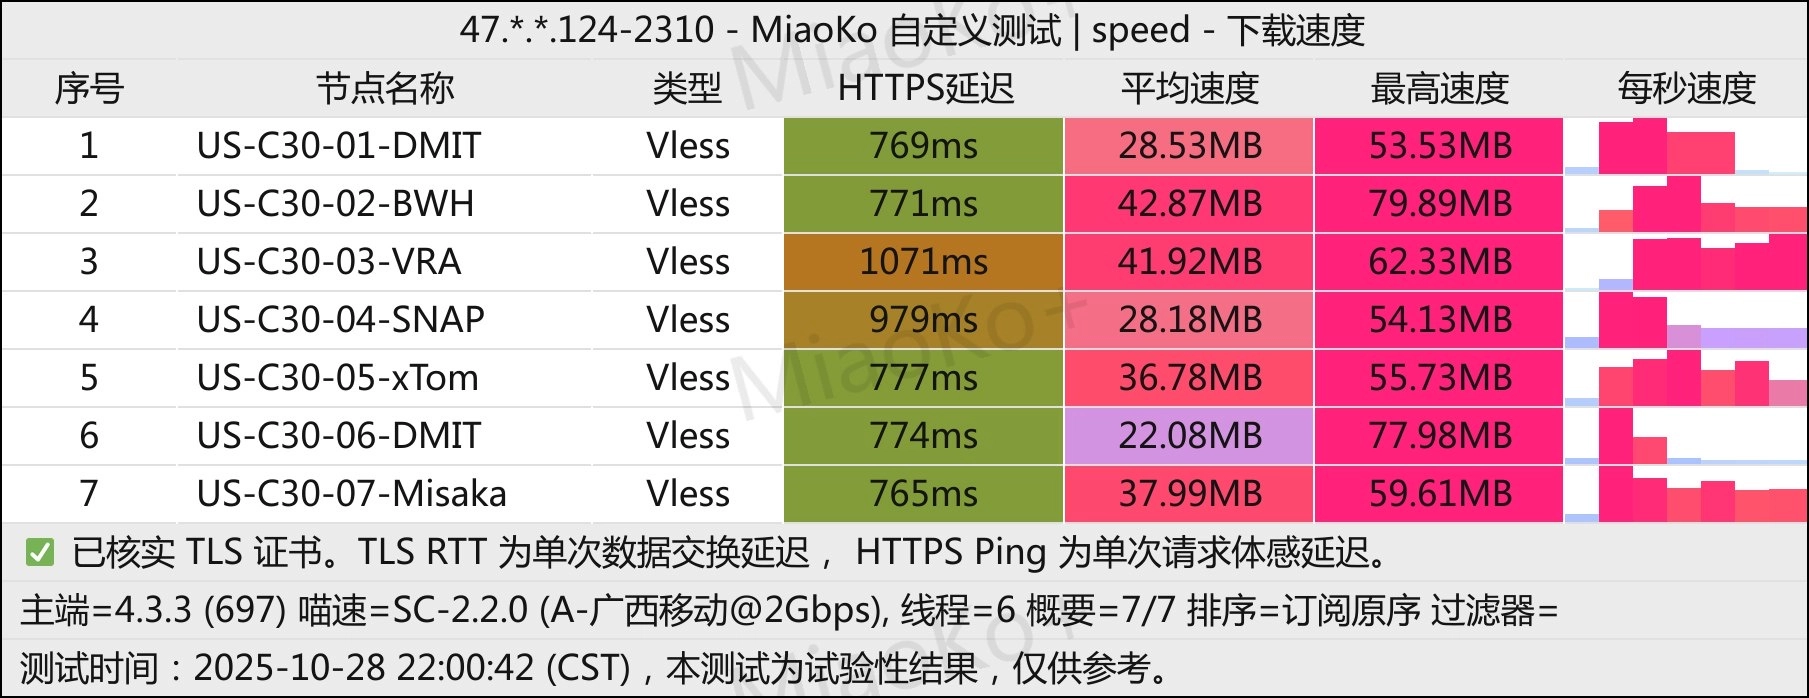 47.*.*.124-2310 - MiaoKo 自定义测试 | speed - 下载速度
序号 节点名称 类型 HTTPS延迟 平均速度 最高速度 每秒速度
1 US-C30-01-DMIT Vless 769ms 28.53MB 53.53MB
2 US-C30-02-BWH Vless 771ms 42.87MB 79.89MB
3 US-C30-03-VRA Vless 1071ms 41.92MB 62.33MB
4 US-C30-04-SNAP Vless 979ms 28.18MB 54.13MB
5 US-C30-05-xTom Vless 777ms 36.78MB 55.73MB
6 US-C30-06-DMIT Vless 774ms 22.08MB 77.98MB
7 US-C30-07-Misaka Vless 765ms 37.99MB 59.61MB
✅ 已核实 TLS 证书。TLS RTT 为单次数据交换延迟，HTTPS Ping 为单次请求体感延迟。
主端=4.3.3 (697) 喵速=SC-2.2.0 (A-广西移动@2Gbps), 线程=6 概要=7/7 排序=订阅原序 过滤器=
测试时间：2025-10-28 22:00:42 (CST)，本测试为试验性结果，仅供参考。
MiaoKo+
MiaoKo+
MiaoKo+